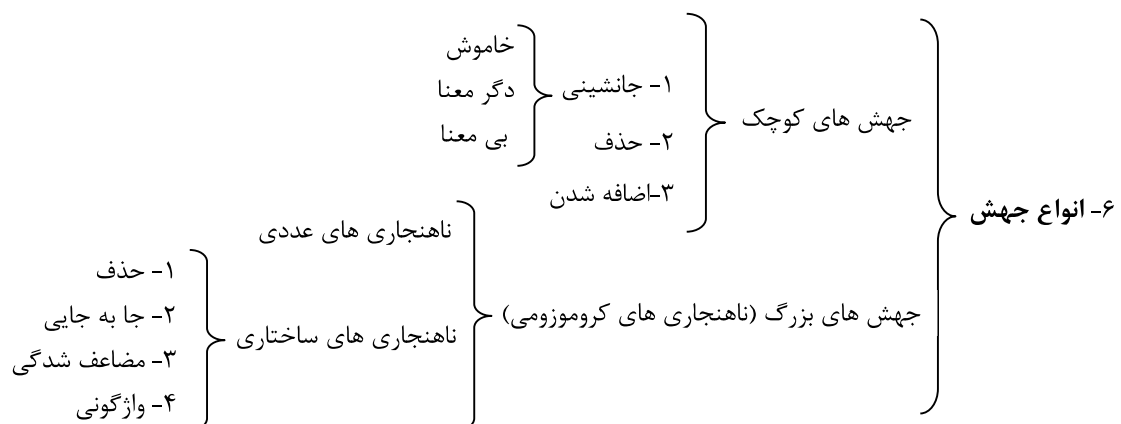 ۶- انواع جهش
جهش های کوچک
۱- جانشینی
خاموش
دگر معنا
بی معنا
۲- حذف
۳-اضافه شدن
جهش های بزرگ (ناهنجاری های کروموزومی)
ناهنجاری های عددی
ناهنجاری های ساختاری
۱- حذف
۲- جا به جایی
۳- مضاعف شدگی
۴- واژگونی